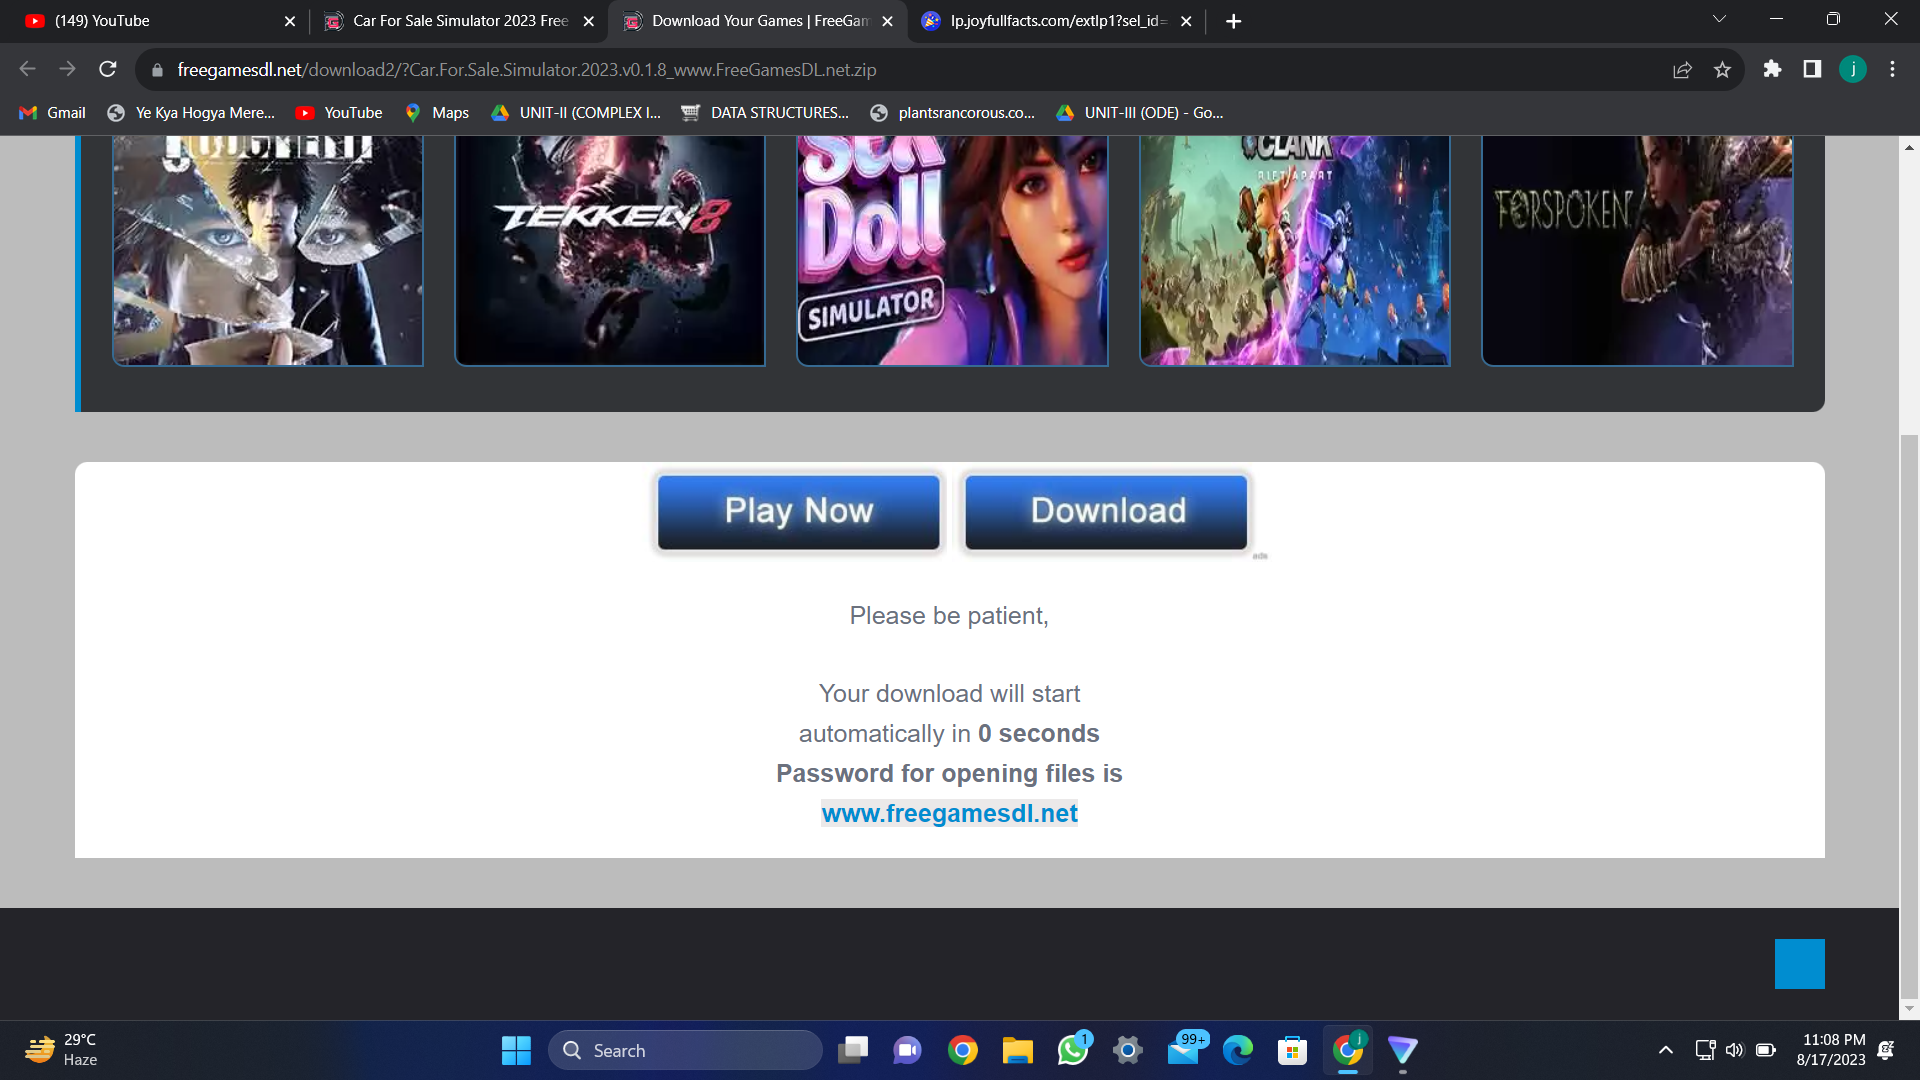 (149) YouTube
Car For Sale Simulator 2023 Free
Download Your Games | FreeGam
lp.joyfullfacts.com/extlp1?sel_id=
freegamesdl.net/download2/?Car.For.Sale.Simulator.2023.v0.1.8_www.FreeGamesDL.net.zip
j
Gmail
Ye Kya Hogya Mere...
YouTube
Maps
UNIT-II (COMPLEX I...
DATA STRUCTURES...
plantsrancorous.co...
UNIT-III (ODE) - Go...
JUDGMENT
TEKKEN 8
SEX
Doll
SIMULATOR
CLANK
RIFT APART
FORSPOKEN
Play Now
Download
ads
Please be patient,
Your download will start
automatically in 0 seconds
Password for opening files is
www.freegamesdl.net
29°C
Haze
Search
1
99+
j
11:08 PM
8/17/2023